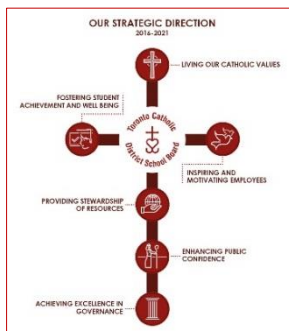 OUR STRATEGIC DIRECTION
2016-2021
LIVING OUR CATHOLIC VALUES
FOSTERING STUDENT
ACHIEVEMENT AND WELL BEING
Toronto Catholic
District School Board
INSPIRING AND
MOTIVATING EMPLOYEES
PROVIDING STEWARDSHIP
OF RESOURCES
ENHANCING PUBLIC
CONFIDENCE
ACHIEVING EXCELLENCE IN
GOVERNANCE